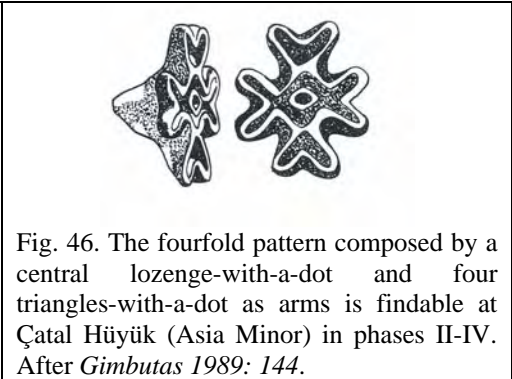 Fig. 46. The fourfold pattern composed by a
central lozenge-with-a-dot and four
triangles-with-a-dot as arms is findable at
Çatal Hüyük (Asia Minor) in phases II-IV.
After Gimbutas 1989: 144.